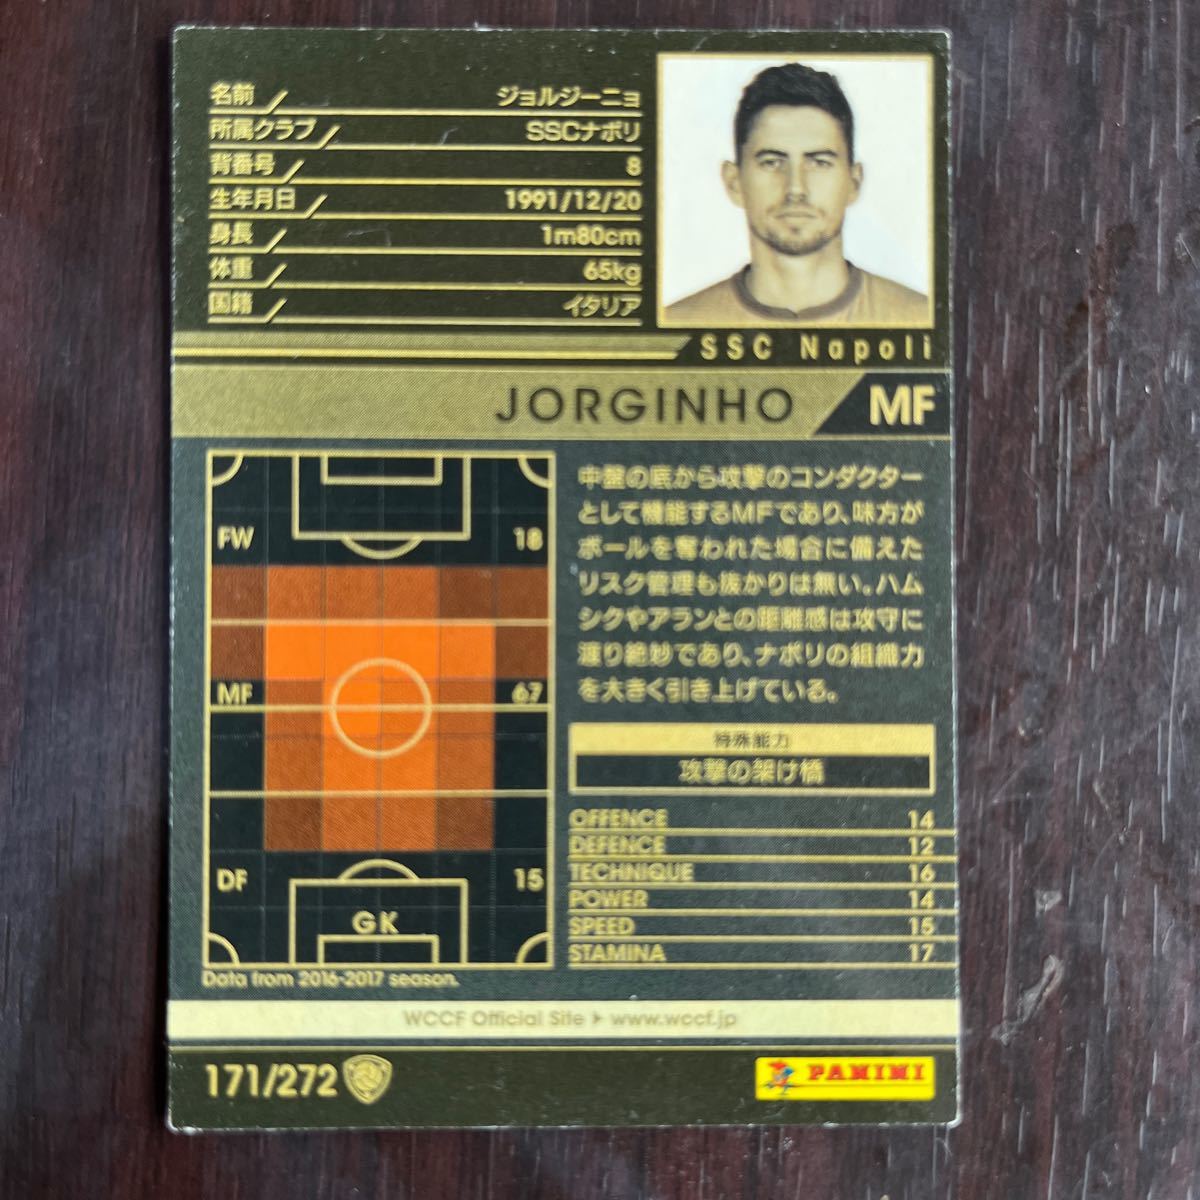 名前 ジョルジーニョ
所属クラブ SSCナポリ
背番号 8
生年月日 1991/12/20
身長 1m80cm
体重 65kg
国籍 イタリア
SSC Napoli
JORGINHO MF
FW 18
MF 67
DF 15
GK
Data from 2016-2017 season.
中盤の底から攻撃のコンダクター
として機能するMFであり、味方が
ボールを奪われた場合に備えた
リスク管理も抜かりは無い。ハム
シクやアランとの距離感は攻守に
渡り絶妙であり、ナポリの組織力
を大きく引き上げている。
特殊能力
攻撃の架け橋
OFFENCE 14
DEFENCE 12
TECHNIQUE 16
POWER 14
SPEED 15
STAMINA 17
WCCF Official Site ▶ www.wccf.jp
171/272
PANINI